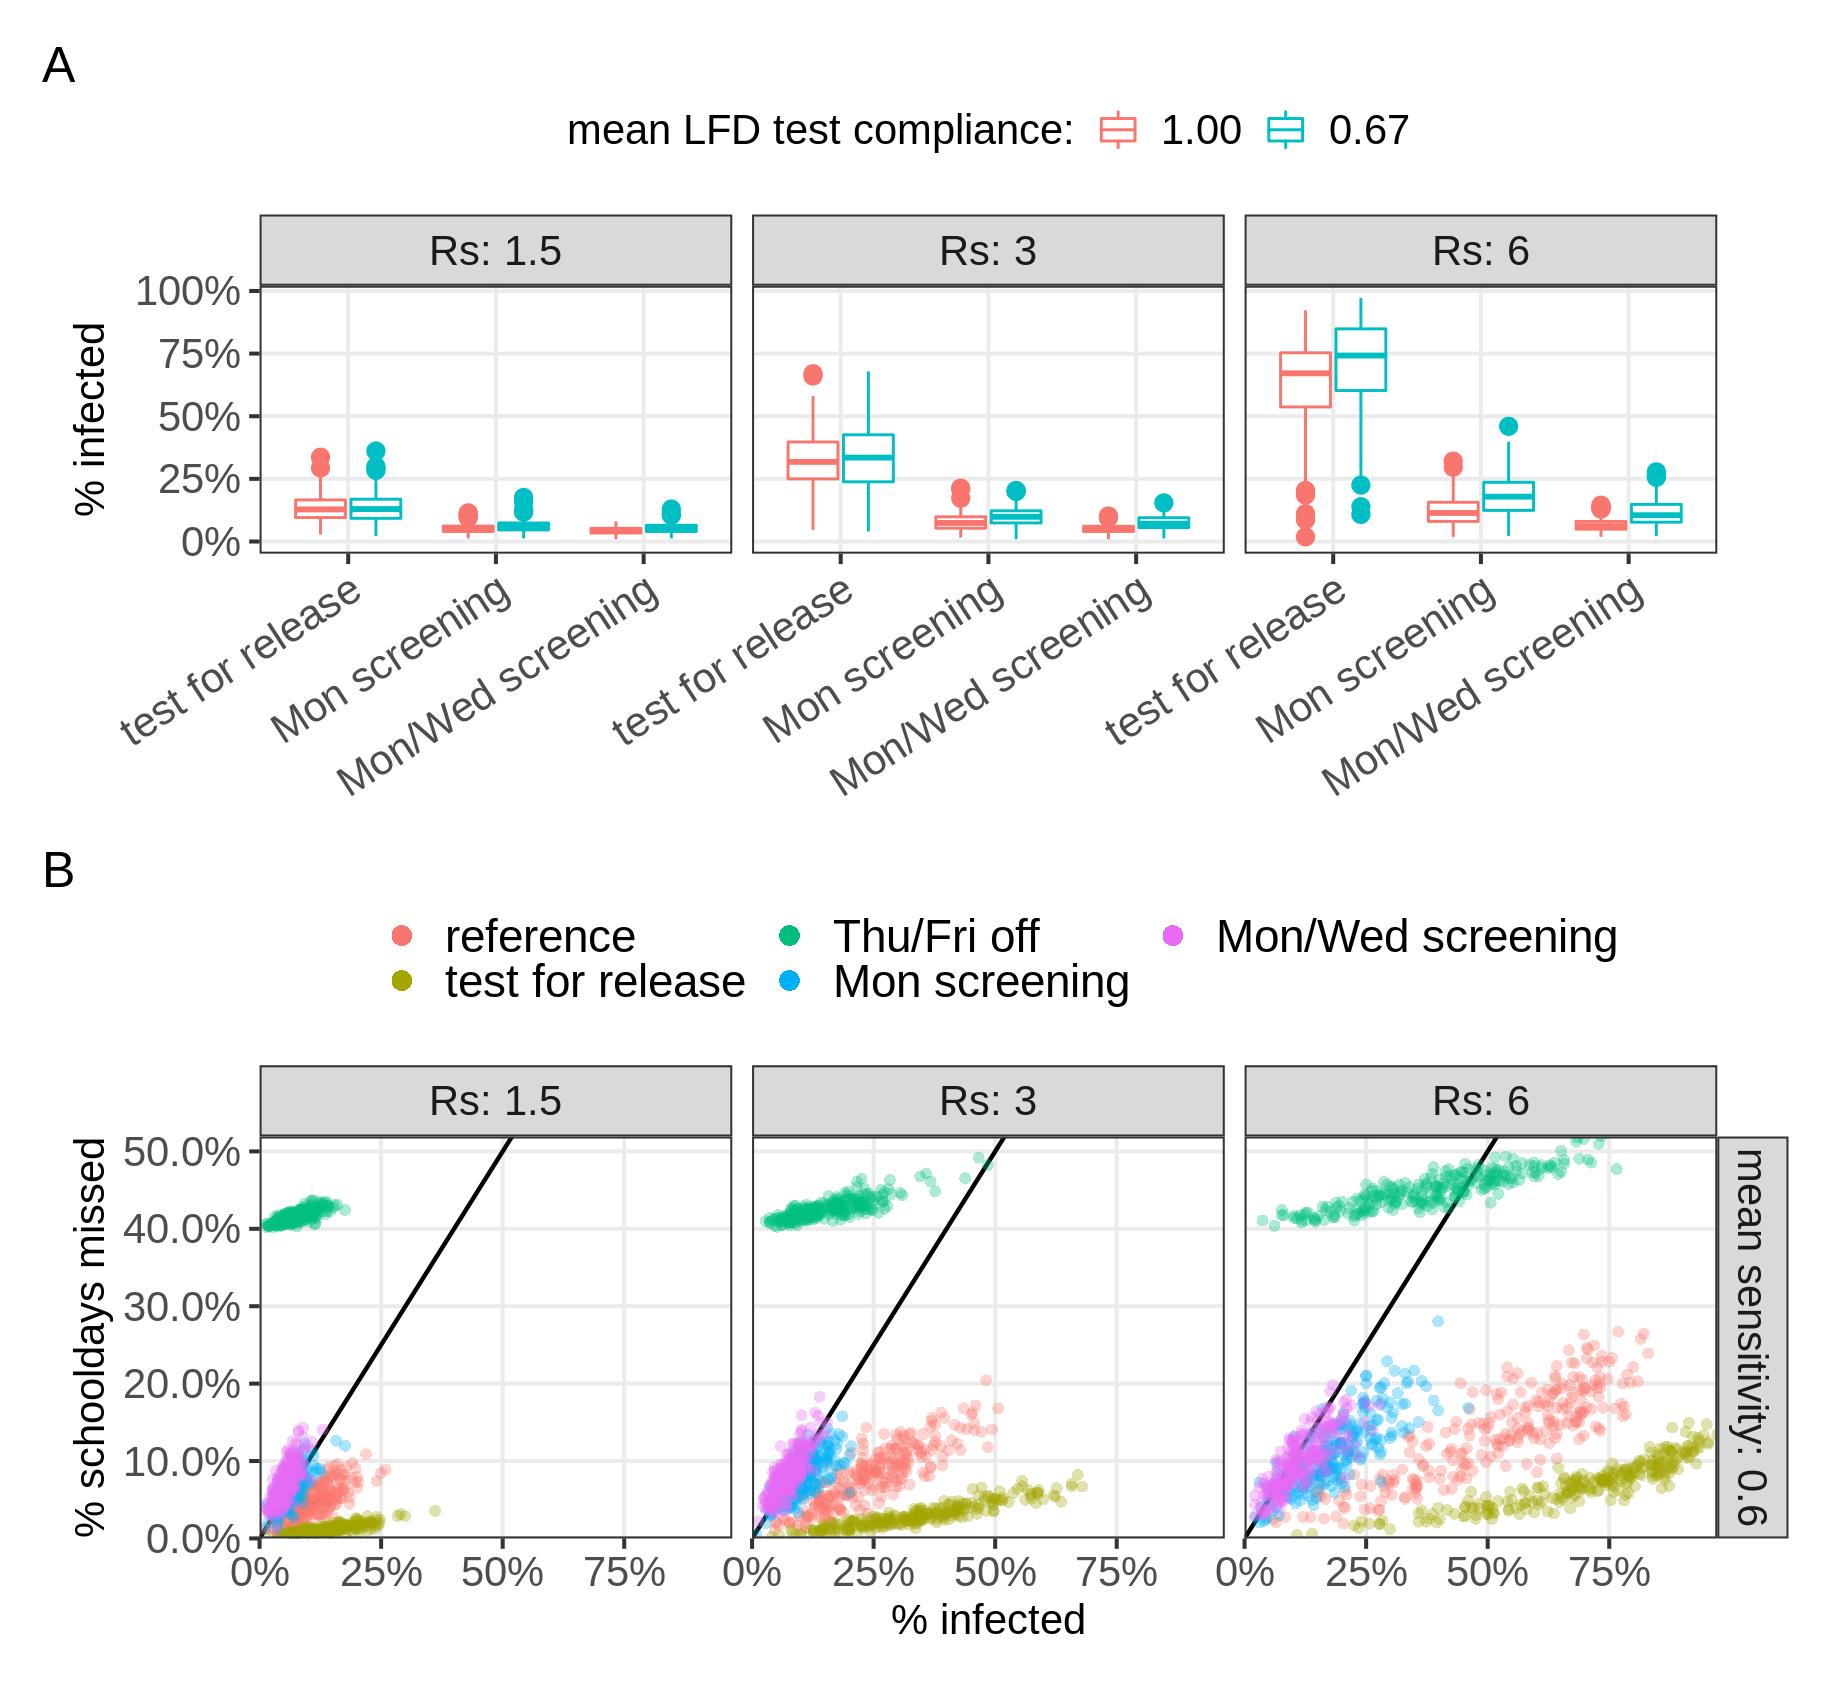 A
mean LFD test compliance: 1.00 0.67
Rs: 1.5 Rs: 3 Rs: 6
% infected
100%
75%
50%
25%
0%
test for release Mon screening Mon/Wed screening test for release Mon screening Mon/Wed screening test for release Mon screening Mon/Wed screening
B
reference Thu/Fri off Mon/Wed screening
test for release Mon screening
Rs: 1.5 Rs: 3 Rs: 6
% schooldays missed
50.0%
40.0%
30.0%
20.0%
10.0%
0.0%
mean sensitivity: 0.6
0% 25% 50% 75% 0% 25% 50% 75% 0% 25% 50% 75%
% infected